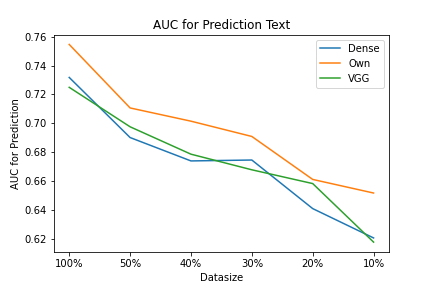 AUC for Prediction Text
0.76
0.74
0.72
0.70
0.68
0.66
0.64
0.62
AUC for Prediction
Dense
Own
VGG
100%
50%
40%
30%
20%
10%
Datasize